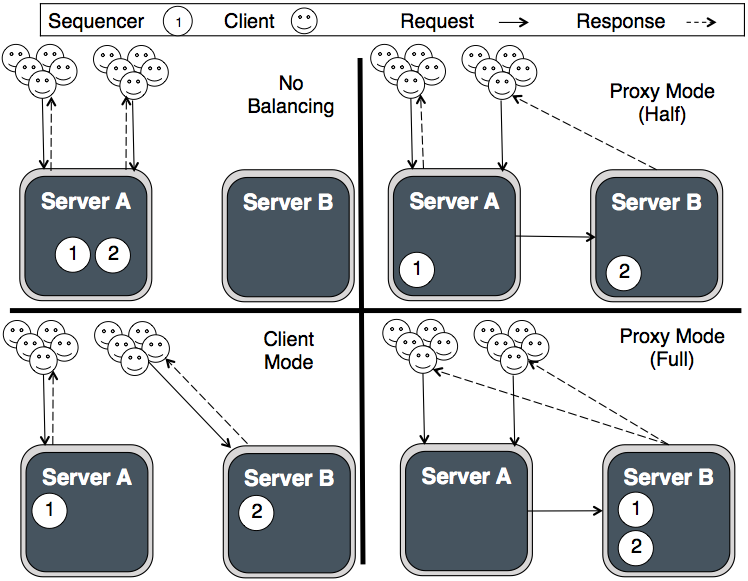 Sequencer 1 Client Request Response
No
Balancing
Server A
1 2
Server B
Proxy Mode
(Half)
Server A
1
Server B
2
Client
Mode
Server A
1
Server B
2
Proxy Mode
(Full)
Server A
Server B
1
2